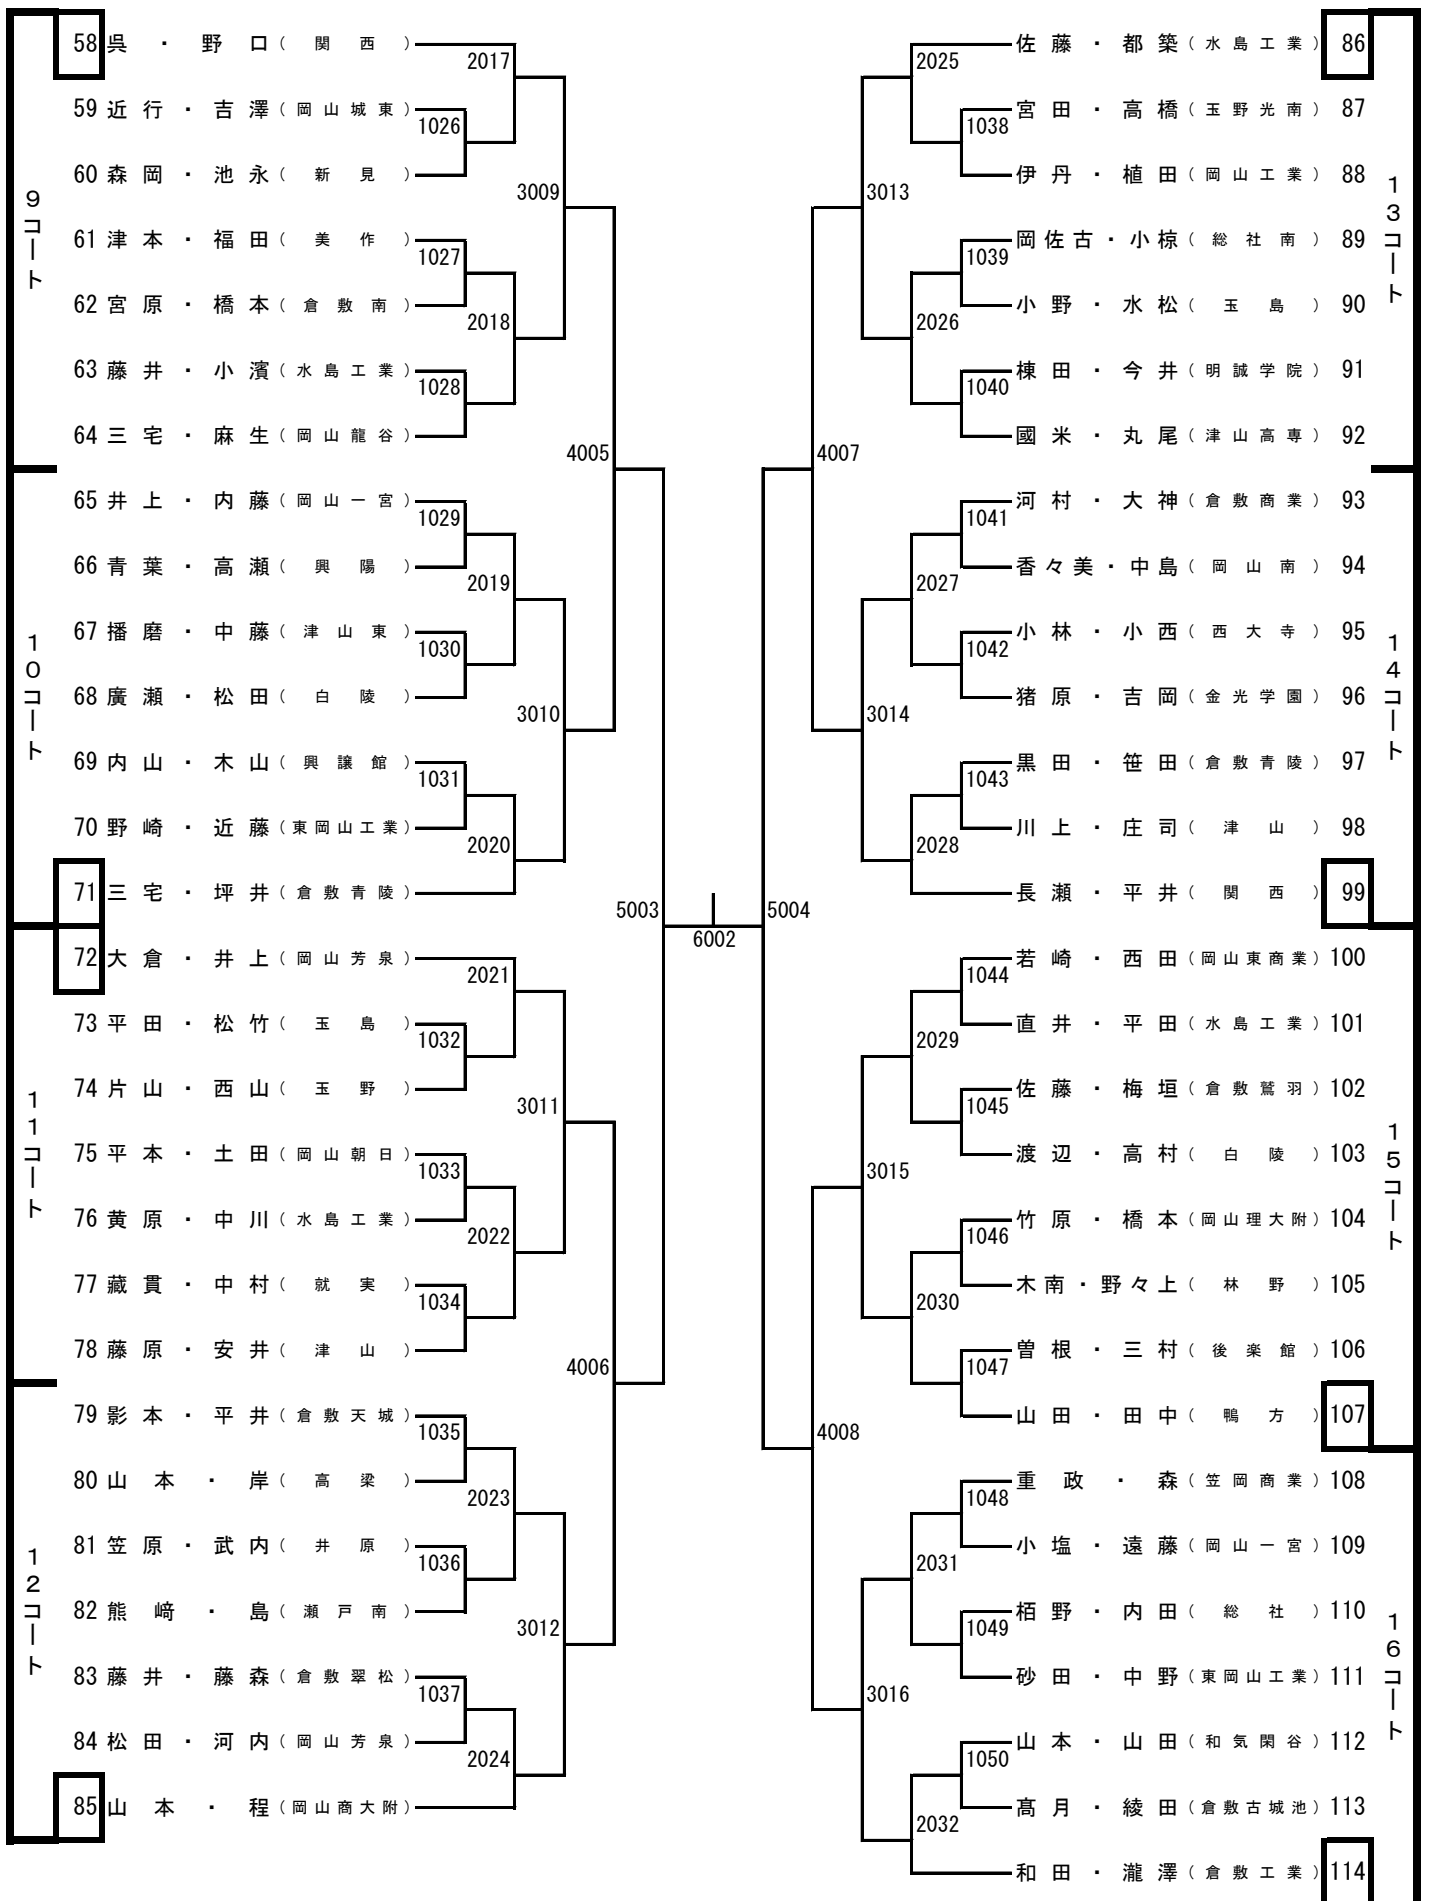 9コート
58 呉・野口（関西）
2017
59 近行・吉澤（岡山城東）
1026
60 森岡・池永（新見）
3009
61 津本・福田（美作）
1027
62 宮原・橋本（倉敷南）
2018
63 藤井・小濱（水島工業）
1028
64 三宅・麻生（岡山龍谷）
4005
10コート
65 井上・内藤（岡山一宮）
1029
66 青葉・高瀬（興陽）
2019
67 播磨・中藤（津山東）
1030
68 廣瀬・松田（白陵）
3010
69 内山・木山（興譲館）
1031
70 野崎・近藤（東岡山工業）
2020
71 三宅・坪井（倉敷青陵）
5003
11コート
72 大倉・井上（岡山芳泉）
2021
73 平田・松竹（玉島）
1032
74 片山・西山（玉野）
3011
75 平本・土田（岡山朝日）
1033
76 黄原・中川（水島工業）
2022
77 藏貫・中村（就実）
1034
78 藤原・安井（津山）
4006
12コート
79 影本・平井（倉敷天城）
1035
80 山本・岸（高梁）
2023
81 笠原・武内（井原）
1036
82 熊﨑・島（瀬戸南）
3012
83 藤井・藤森（倉敷翠松）
1037
84 松田・河内（岡山芳泉）
2024
85 山本・程（岡山商大附）
6002
13コート
佐藤・都築（水島工業） 86
2025
宮田・高橋（玉野光南） 87
1038
伊丹・植田（岡山工業） 88
3013
岡佐古・小椋（総社南） 89
1039
小野・水松（玉島） 90
2026
棟田・今井（明誠学院） 91
1040
國米・丸尾（津山高専） 92
4007
14コート
河村・大神（倉敷商業） 93
1041
香々美・中島（岡山南） 94
2027
小林・小西（西大寺） 95
1042
猪原・吉岡（金光学園） 96
3014
黒田・笹田（倉敷青陵） 97
1043
川上・庄司（津山） 98
2028
長瀬・平井（関西） 99
5004
15コート
若崎・西田（岡山東商業） 100
1044
直井・平田（水島工業） 101
2029
佐藤・梅垣（倉敷鷲羽） 102
1045
渡辺・高村（白陵） 103
3015
竹原・橋本（岡山理大附） 104
1046
木南・野々上（林野） 105
2030
曽根・三村（後楽館） 106
1047
山田・田中（鴨方） 107
4008
16コート
重政・森（笠岡商業） 108
1048
小塩・遠藤（岡山一宮） 109
2031
栢野・内田（総社） 110
1049
砂田・中野（東岡山工業） 111
3016
山本・山田（和気閑谷） 112
1050
髙月・綾田（倉敷古城池） 113
2032
和田・瀧澤（倉敷工業） 114